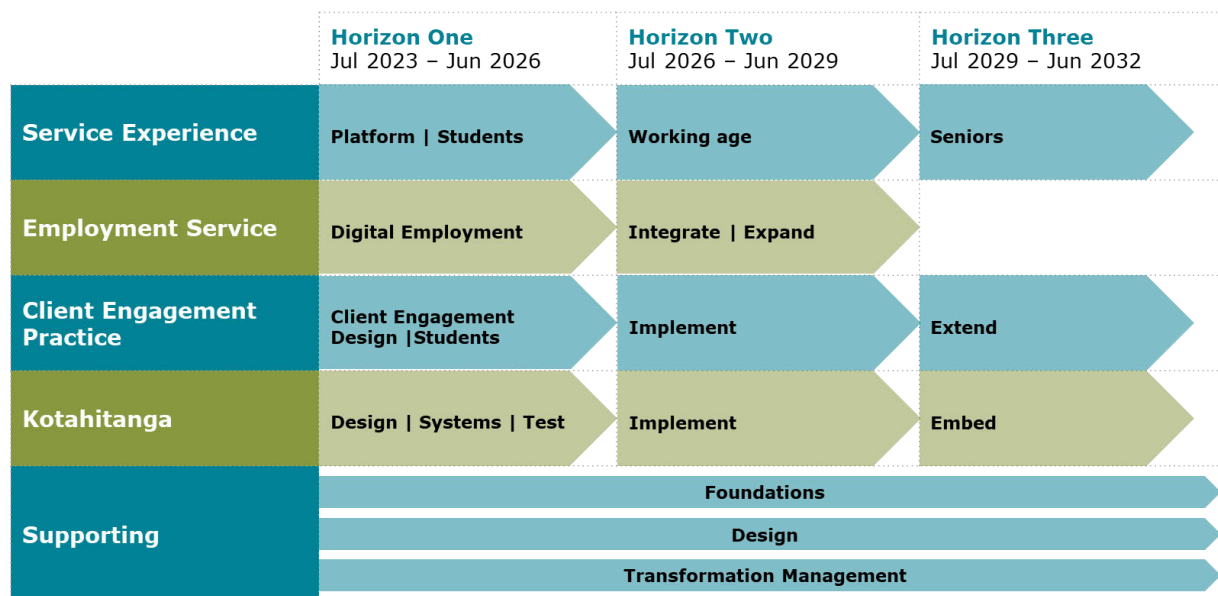 Horizon One
Jul 2023 – Jun 2026
Horizon Two
Jul 2026 – Jun 2029
Horizon Three
Jul 2029 – Jun 2032
Service Experience
Platform | Students
Working age
Seniors
Employment Service
Digital Employment
Integrate | Expand
Client Engagement
Practice
Client Engagement
Design |Students
Implement
Extend
Kotahitanga
Design | Systems | Test
Implement
Embed
Supporting
Foundations
Design
Transformation Management